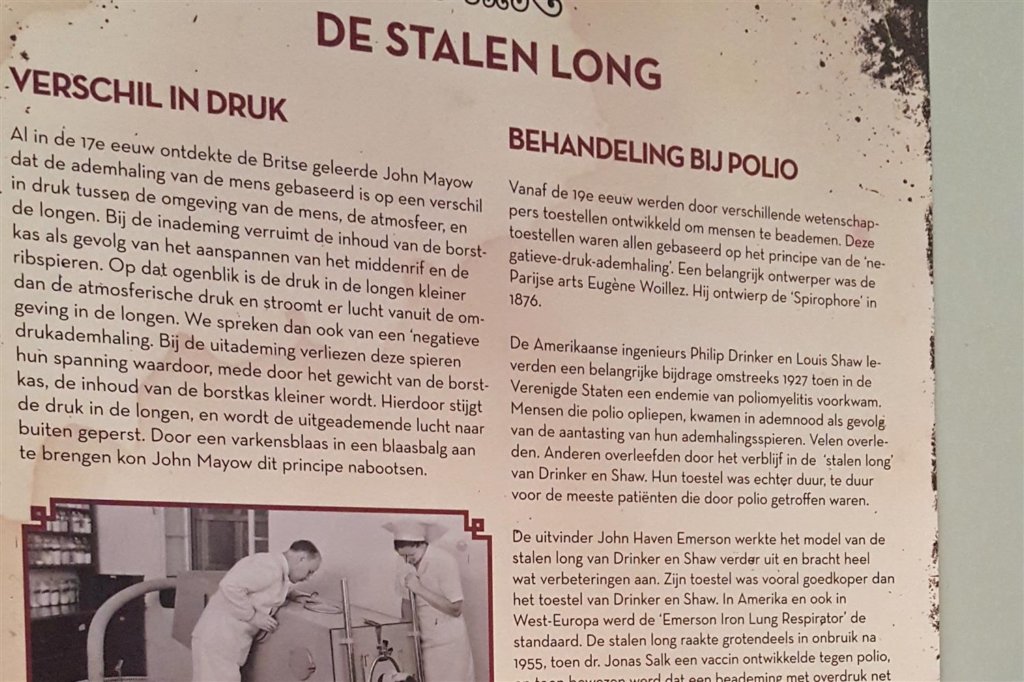 DE STALEN LONG
VERSCHIL IN DRUK
Al in de 17e eeuw ontdekte de Britse geleerde John Mayow
dat de ademhaling van de mens gebaseerd is op een verschil
in druk tussen de omgeving van de mens, de atmosfeer, en
de longen. Bij de inademing verruimt de inhoud van de borst-
kas als gevolg van het aanspannen van het middenrif en de
ribspieren. Op dat ogenblik is de druk in de longen kleiner
dan de atmosferische druk en stroomt er lucht vanuit de om-
geving in de longen. We spreken dan ook van een 'negatieve
drukademhaling. Bij de uitademing verliezen deze spieren
hun spanning waardoor, mede door het gewicht van de borst-
kas, de inhoud van de borstkas kleiner wordt. Hierdoor stijgt
de druk in de longen, en wordt de uitgeademende lucht naar
buiten geperst. Door een varkensblaas in een blaasbalg aan
te brengen kon John Mayow dit principe nabootsen.
BEHANDELING BIJ POLIO
Vanaf de 19e eeuw werden door verschillende wetenschap-
pers toestellen ontwikkeld om mensen te beademen. Deze
toestellen waren allen gebaseerd op het principe van de 'ne-
gatieve-druk-ademhaling'. Een belangrijk ontwerper was de
Parijse arts Eugène Woillez. Hij ontwierp de 'Spirophore' in
1876.
De Amerikaanse ingenieurs Philip Drinker en Louis Shaw le-
verden een belangrijke bijdrage omstreeks 1927 toen in de
Verenigde Staten een endemie van poliomyelitis voorkwam.
Mensen die polio opliepen, kwamen in ademnood als gevolg
van de aantasting van hun ademhalingsspieren. Velen overle-
den. Anderen overleefden door het verblijf in de 'stalen long'
van Drinker en Shaw. Hun toestel was echter duur, te duur
voor de meeste patiënten die door polio getroffen waren.
De uitvinder John Haven Emerson werkte het model van de
stalen long van Drinker en Shaw verder uit en bracht heel
wat verbeteringen aan. Zijn toestel was vooral goedkoper dan
het toestel van Drinker en Shaw. In Amerika en ook in
West-Europa werd de 'Emerson Iron Lung Respirator' de
standaard. De stalen long raakte grotendeels in onbruik na
1955, toen dr. Jonas Salk een vaccin ontwikkelde tegen polio,
en toen bewezen werd dat een beademing met overdruk net